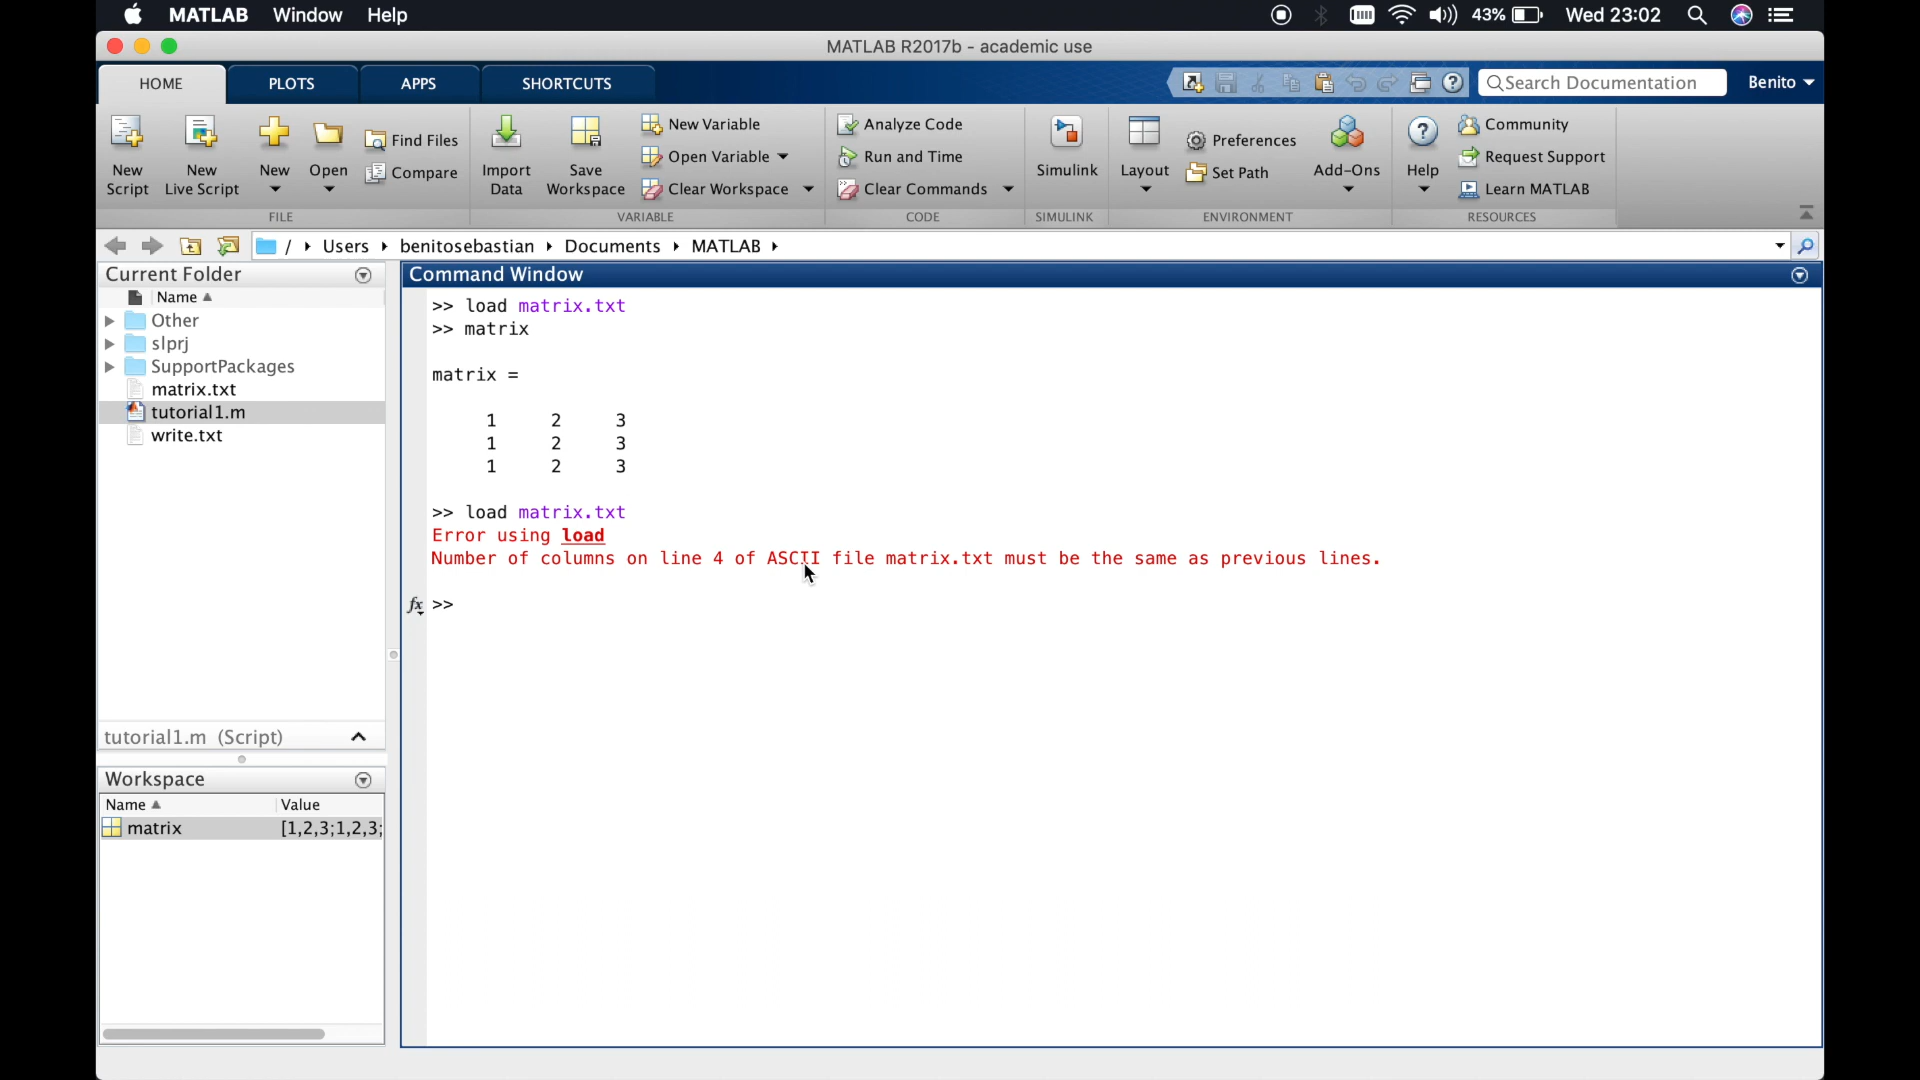 MATLAB Window Help 43% Wed 23:02
MATLAB R2017b - academic use
HOME PLOTS APPS SHORTCUTS Search Documentation Benito
New Script
New Live Script
New
Open
Find Files
Compare
FILE
Import Data
Save Workspace
New Variable
Open Variable
Clear Workspace
VARIABLE
Analyze Code
Run and Time
Clear Commands
CODE
Simulink
SIMULINK
Layout
Preferences
Set Path
Add-Ons
ENVIRONMENT
Help
Community
Request Support
Learn MATLAB
RESOURCES
/ Users benitosebastian Documents MATLAB
Current Folder
Name
Other
slprj
SupportPackages
matrix.txt
tutorial1.m
write.txt
tutorial1.m (Script)
Workspace
Name Value
matrix [1,2,3;1,2,3;
Command Window
>> load matrix.txt
>> matrix
matrix =
1 2 3
1 2 3
1 2 3
>> load matrix.txt
Error using load
Number of columns on line 4 of ASCII file matrix.txt must be the same as previous lines.
fx >>